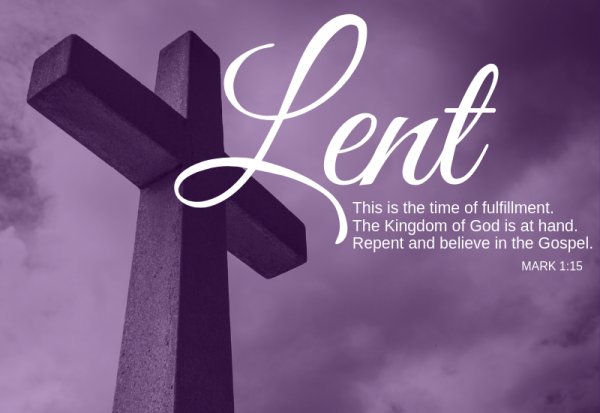 Lent
This is the time of fulfillment.
The Kingdom of God is at hand.
Repent and believe in the Gospel.
MARK 1:15